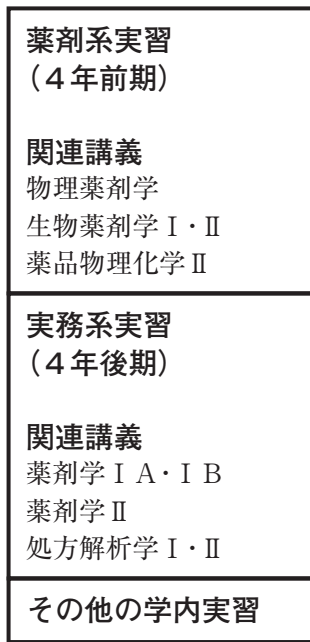 薬剤系実習
(４年前期)
関連講義
物理薬剤学
生物薬剤学Ⅰ・Ⅱ
薬品物理化学Ⅱ
実務系実習
(４年後期)
関連講義
薬剤学ⅠA・ⅠB
薬剤学Ⅱ
処方解析学Ⅰ・Ⅱ
その他の学内実習